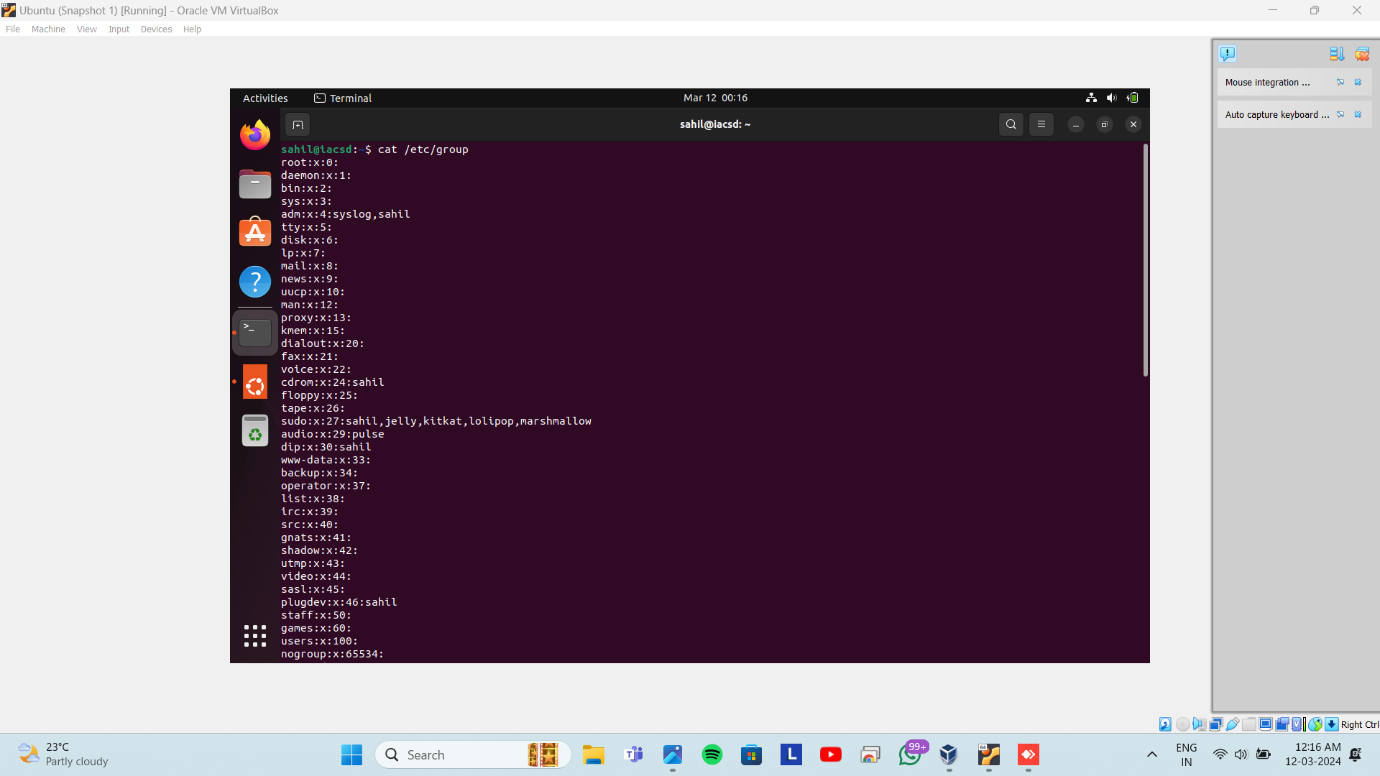 Ubuntu (Snapshot 1) [Running] - Oracle VM VirtualBox
File Machine View Input Devices Help
Mouse integration ...
Auto capture keyboard ...
Activities Terminal Mar 12 00:16
sahil@iacsd: ~
sahil@iacsd:~$ cat /etc/group
root:x:0:
daemon:x:1:
bin:x:2:
sys:x:3:
adm:x:4:syslog,sahil
tty:x:5:
disk:x:6:
lp:x:7:
mail:x:8:
news:x:9:
uucp:x:10:
man:x:12:
proxy:x:13:
kmem:x:15:
dialout:x:20:
fax:x:21:
voice:x:22:
cdrom:x:24:sahil
floppy:x:25:
tape:x:26:
sudo:x:27:sahil,jelly,kitkat,lolipop,marshmallow
audio:x:29:pulse
dip:x:30:sahil
www-data:x:33:
backup:x:34:
operator:x:37:
list:x:38:
irc:x:39:
src:x:40:
gnats:x:41:
shadow:x:42:
utmp:x:43:
video:x:44:
sasl:x:45:
plugdev:x:46:sahil
staff:x:50:
games:x:60:
users:x:100:
nogroup:x:65534:
Right Ctrl
23°C
Partly cloudy
Search
99+
ENG
IN
12:16 AM
12-03-2024